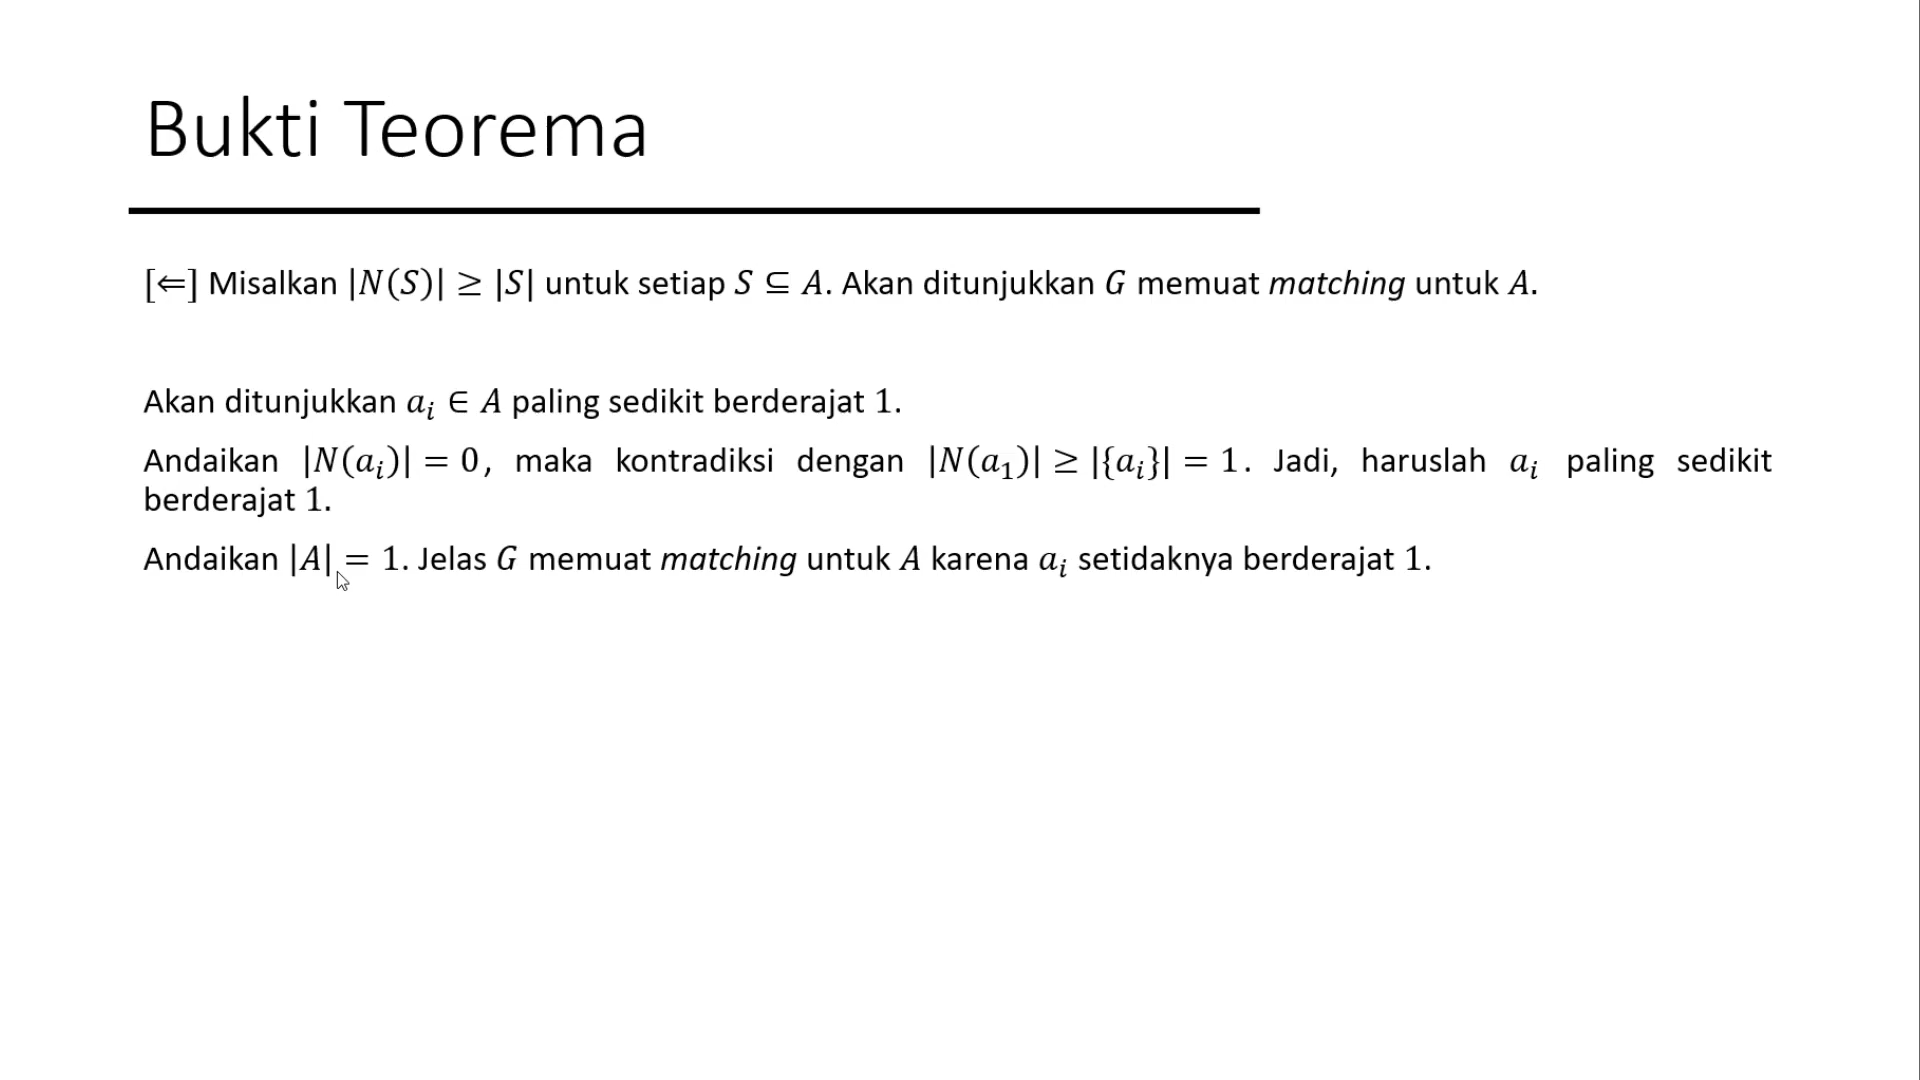 Bukti Teorema
[⇐] Misalkan |N(S)| ≥ |S| untuk setiap S ⊆ A. Akan ditunjukkan G memuat matching untuk A.
Akan ditunjukkan aᵢ ∈ A paling sedikit berderajat 1.
Andaikan |N(aᵢ)| = 0, maka kontradiksi dengan |N(a₁)| ≥ |{aᵢ}| = 1. Jadi, haruslah aᵢ paling sedikit
berderajat 1.
Andaikan |A| = 1. Jelas G memuat matching untuk A karena aᵢ setidaknya berderajat 1.